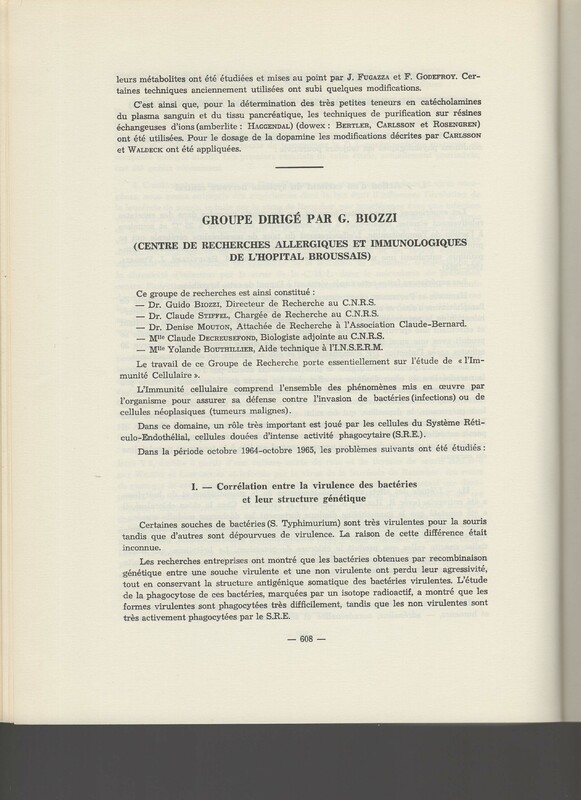 leurs métabolites ont été étudiées et mises au point par J. FUGAZZA et F. GODEFROY. Cer-
taines techniques anciennement utilisées ont subi quelques modifications.
C'est ainsi que, pour la détermination des très petites teneurs en catécholamines
du plasma sanguin et du tissu pancréatique, les techniques de purification sur résines
échangeuses d'ions (amberlite : HAGGENDAL) (dowex : BERTLER, CARLSSON et ROSENGREN)
ont été utilisées. Pour le dosage de la dopamine les modifications décrites par CARLSSON
et WALDECK ont été appliquées.
GROUPE DIRIGÉ PAR G. BIOZZI
(CENTRE DE RECHERCHES ALLERGIQUES ET IMMUNOLOGIQUES
DE L'HOPITAL BROUSSAIS)
Ce groupe de recherches est ainsi constitué :
— Dr. Guido BIOZZI, Directeur de Recherche au C.N.R.S.
— Dr. Claude STIFFEL, Chargée de Recherche au C.N.R.S.
— Dr. Denise MOUTON, Attachée de Recherche à l'Association Claude-Bernard.
— Mlle Claude DECREUSEFOND, Biologiste adjointe au C.N.R.S.
— Mlle Yolande BOUTHILLIER, Aide technique à l'I.N.S.E.R.M.
Le travail de ce Groupe de Recherche porte essentiellement sur l'étude de « l'Im-
munité Cellulaire ».
L'Immunité cellulaire comprend l'ensemble des phénomènes mis en œuvre par
l'organisme pour assurer sa défense contre l'invasion de bactéries (infections) ou de
cellules néoplasiques (tumeurs malignes).
Dans ce domaine, un rôle très important est joué par les cellules du Système Réti-
culo-Endothélial, cellules douées d'intense activité phagocytaire (S.R.E.).
Dans la période octobre 1964-octobre 1965, les problèmes suivants ont été étudiés :
I. — Corrélation entre la virulence des bactéries
et leur structure génétique
Certaines souches de bactéries (S. Typhimurium) sont très virulentes pour la souris
tandis que d'autres sont dépourvues de virulence. La raison de cette différence était
inconnue.
Les recherches entreprises ont montré que les bactéries obtenues par recombinaison
génétique entre une souche virulente et une non virulente ont perdu leur agressivité,
tout en conservant la structure antigénique somatique des bactéries virulentes. L'étude
de la phagocytose de ces bactéries, marquées par un isotope radioactif, a montré que les
formes virulentes sont phagocytées très difficilement, tandis que les non virulentes sont
très activement phagocytées par le S.R.E.
— 608 —